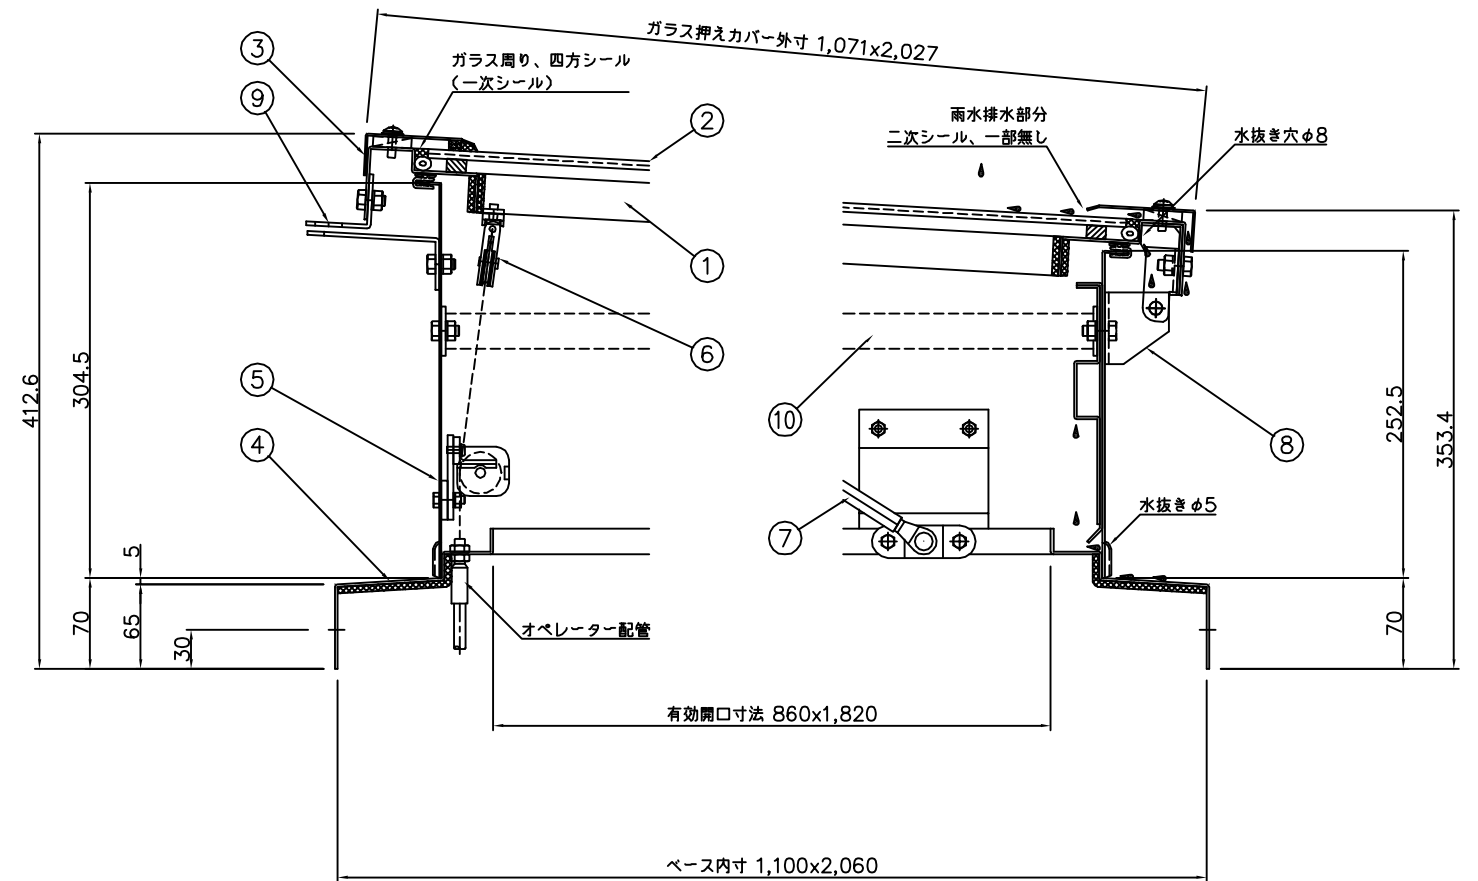 ガラス押えカバー外寸 1,071x2,027
③
ガラス周り、四方シール
(一次シール)
⑨
②
雨水排水部分
二次シール、一部無し
水抜き穴φ8
①
⑥
412.6
304.5
⑤
④
⑩
⑧
252.5
353.4
⑦
水抜きφ5
5
70
65
30
オペレーター配管
70
有効開口寸法 860x1,820
ベース内寸 1,100x2,060